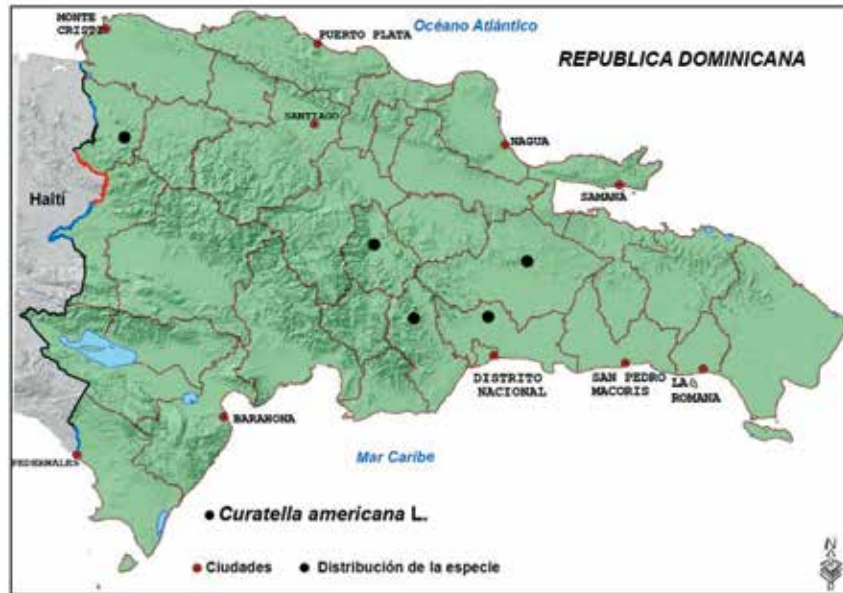 MONTE
CRISTI
Océano Atlántico
PUERTO PLATA
REPUBLICA DOMINICANA
SANTIAGO
NAGUA
Haití
SAMANA
DISTRITO
NACIONAL
SAN PEDRO
MACORIS
LA
ROMANA
BARAHONA
Mar Caribe
PEDERNALES
Curatella americana L.
Ciudades
Distribución de la especie
N